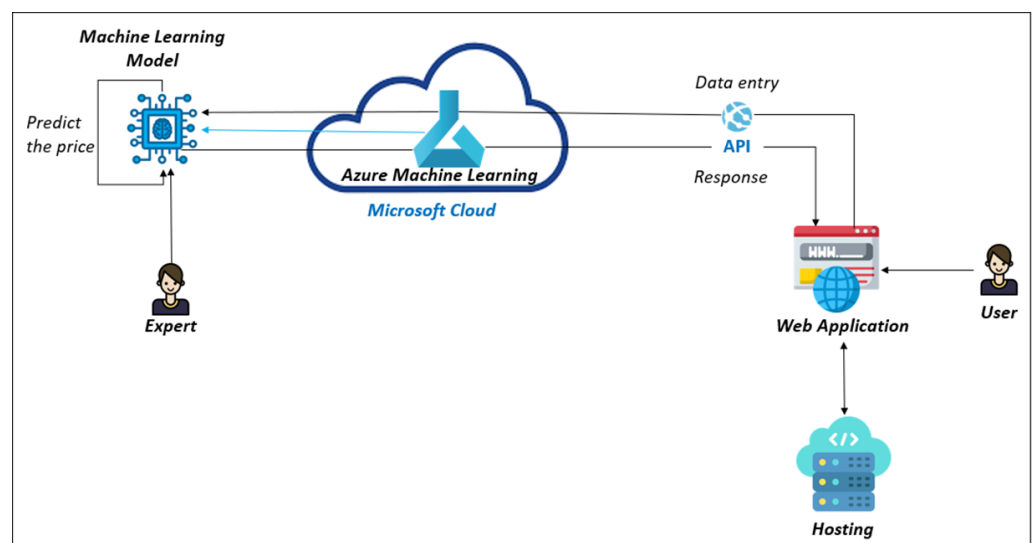 Machine Learning
Model
Predict
the price
Data entry
API
Response
Azure Machine Learning
Microsoft Cloud
Expert
WWW.
Web Application
User
</>
Hosting